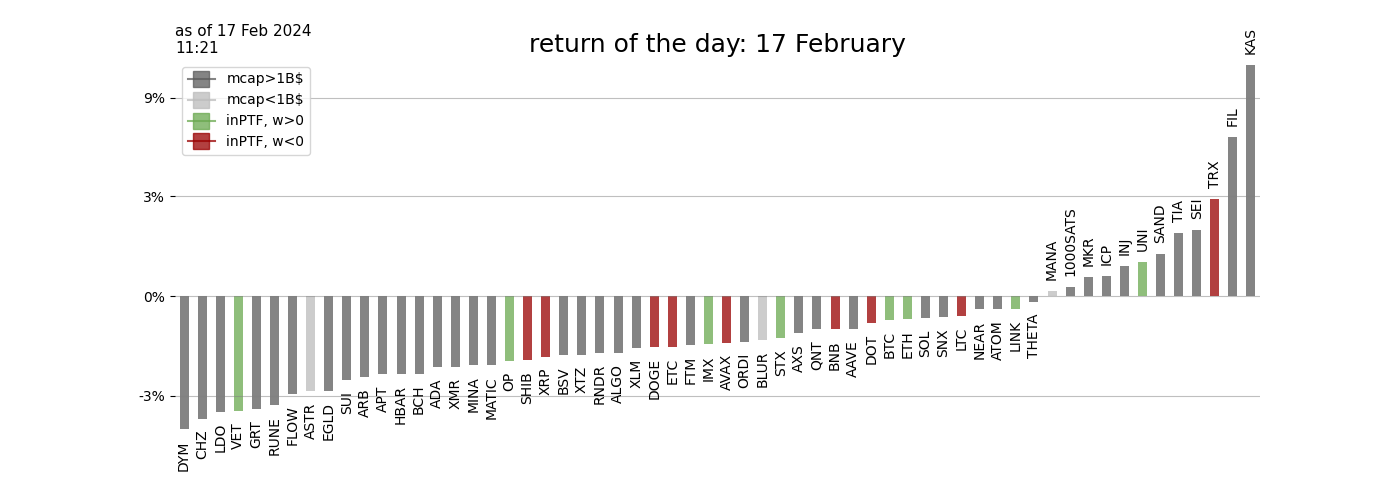 as of 17 Feb 2024
11:21
return of the day: 17 February
mcap>1B$
mcap<1B$
inPTF, w>0
inPTF, w<0
9%
3%
0%
-3%
DYM
CHZ
LDO
VET
GRT
RUNE
FLOW
ASTR
EGLD
SUI
ARB
APT
HBAR
BCH
ADA
XMR
MINA
MATIC
OP
SHIB
XRP
BSV
XTZ
RNDR
ALGO
XLM
DOGE
ETC
FTM
IMX
AVAX
ORDI
BLUR
STX
AXS
QNT
BNB
AAVE
DOT
BTC
ETH
SOL
SNX
LTC
NEAR
ATOM
LINK
THETA
MANA
1000SATS
MKR
ICP
INJ
UNI
SAND
TIA
SEI
TRX
FIL
KAS